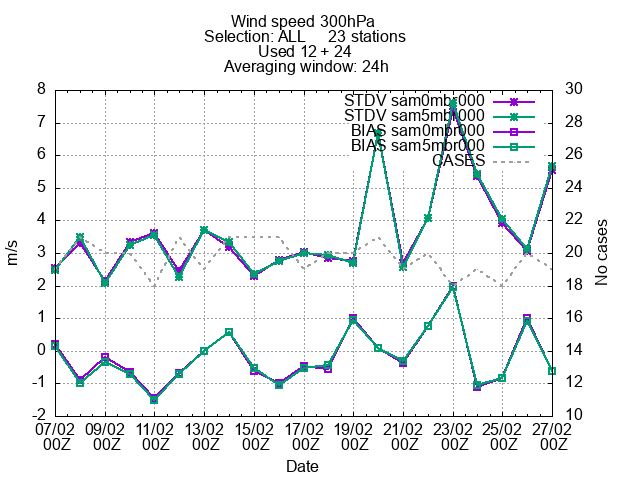 Wind speed 300hPa
Selection: ALL 23 stations
Used 12 + 24
Averaging window: 24h
STDV sam0mbr000
STDV sam5mbr000
BIAS sam0mbr000
BIAS sam5mbr000
CASES
8
7
6
5
4
3
2
1
0
-1
-2
m/s
30
28
26
24
22
20
18
16
14
12
10
No cases
07/02 09/02 11/02 13/02 15/02 17/02 19/02 21/02 23/02 25/02 27/02
00Z 00Z 00Z 00Z 00Z 00Z 00Z 00Z 00Z 00Z 00Z
Date